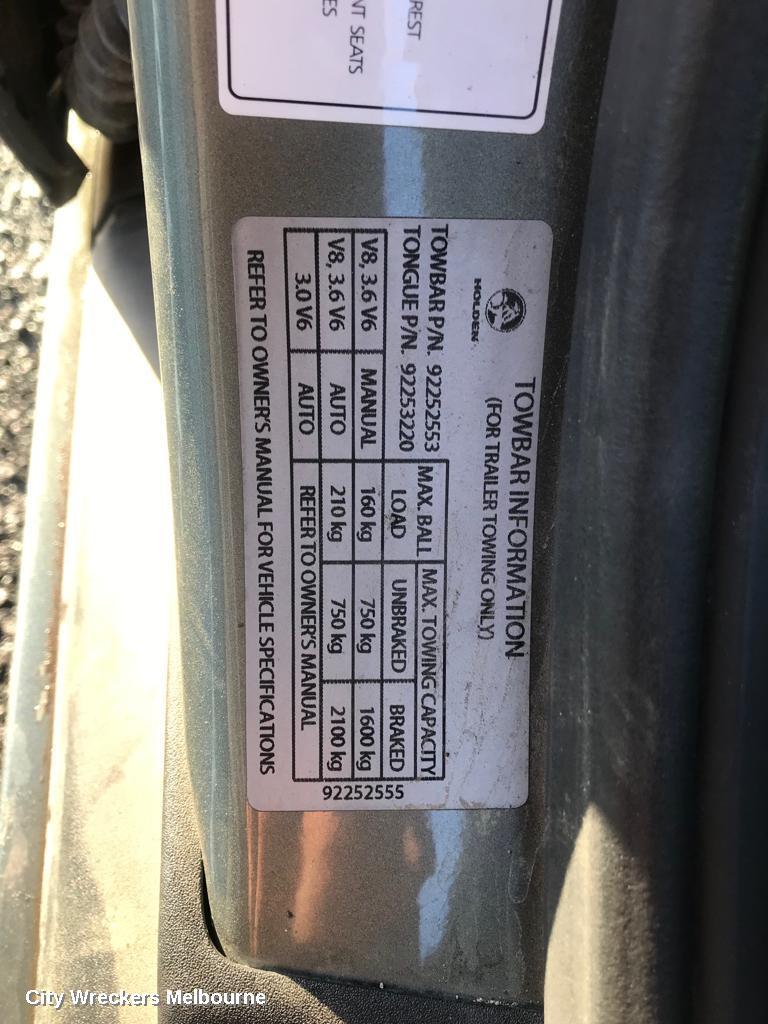 REST
NT SEATS
ES
TOWBAR INFORMATION
(FOR TRAILER TOWING ONLY)
HOLDEN
TOWBAR P/N. 92252553
TONGUE P/N. 92253220
MAX. BALL LOAD
MAX. TOWING CAPACITY
UNBRAKED BRAKED
V8, 3.6 V6 MANUAL 160 kg 750 kg 1600 kg
V8, 3.6 V6 AUTO 210 kg 750 kg 2100 kg
3.0 V6 AUTO REFER TO OWNER'S MANUAL
REFER TO OWNER'S MANUAL FOR VEHICLE SPECIFICATIONS
92252555
City Wreckers Melbourne